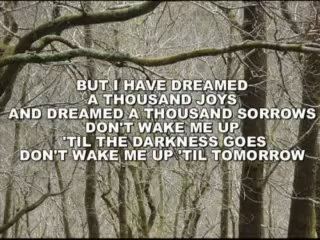 BUT I HAVE DREAMED
A THOUSAND JOYS
AND DREAMED A THOUSAND SORROWS
DON'T WAKE ME UP
'TIL THE DARKNESS GOES
DON'T WAKE ME UP 'TIL TOMORROW